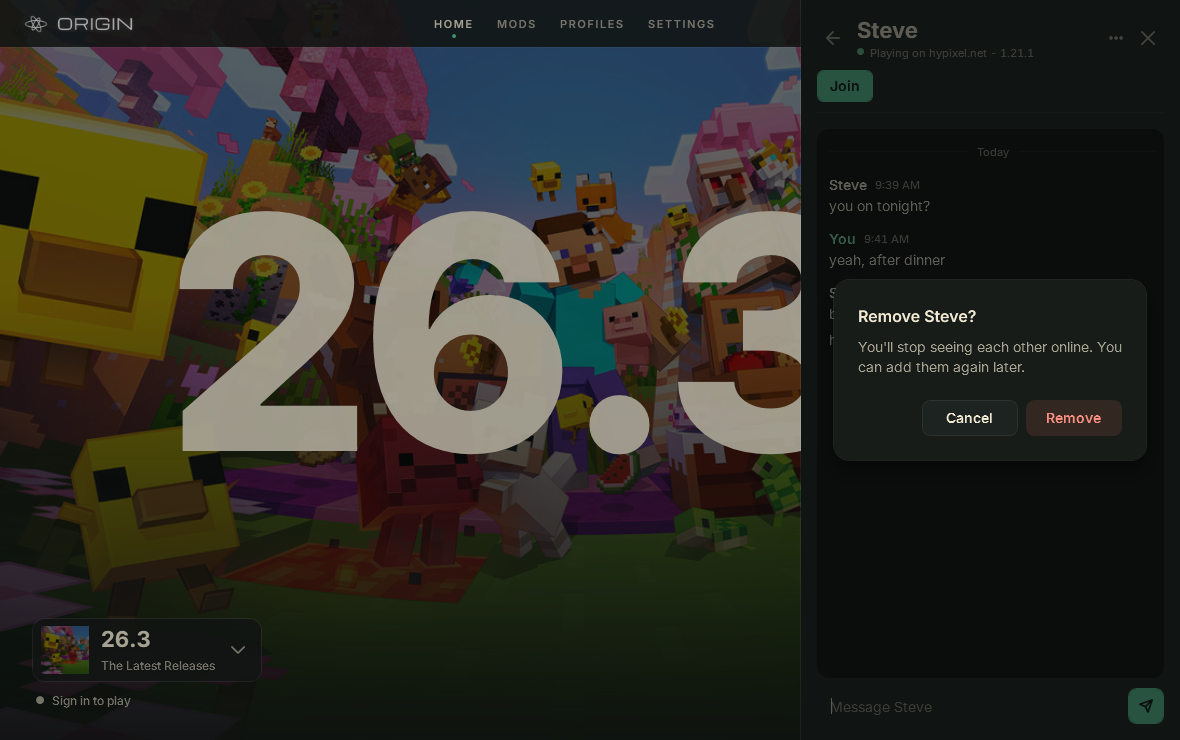 ORIGIN
HOME
MODS
PROFILES
SETTINGS
Steve
Playing on hypixel.net - 1.21.1
Join
Today
Steve 9:39 AM
you on tonight?
You 9:41 AM
yeah, after dinner
Remove Steve?
You'll stop seeing each other online. You
can add them again later.
Cancel
Remove
26.3
26.3
The Latest Releases
Sign in to play
Message Steve